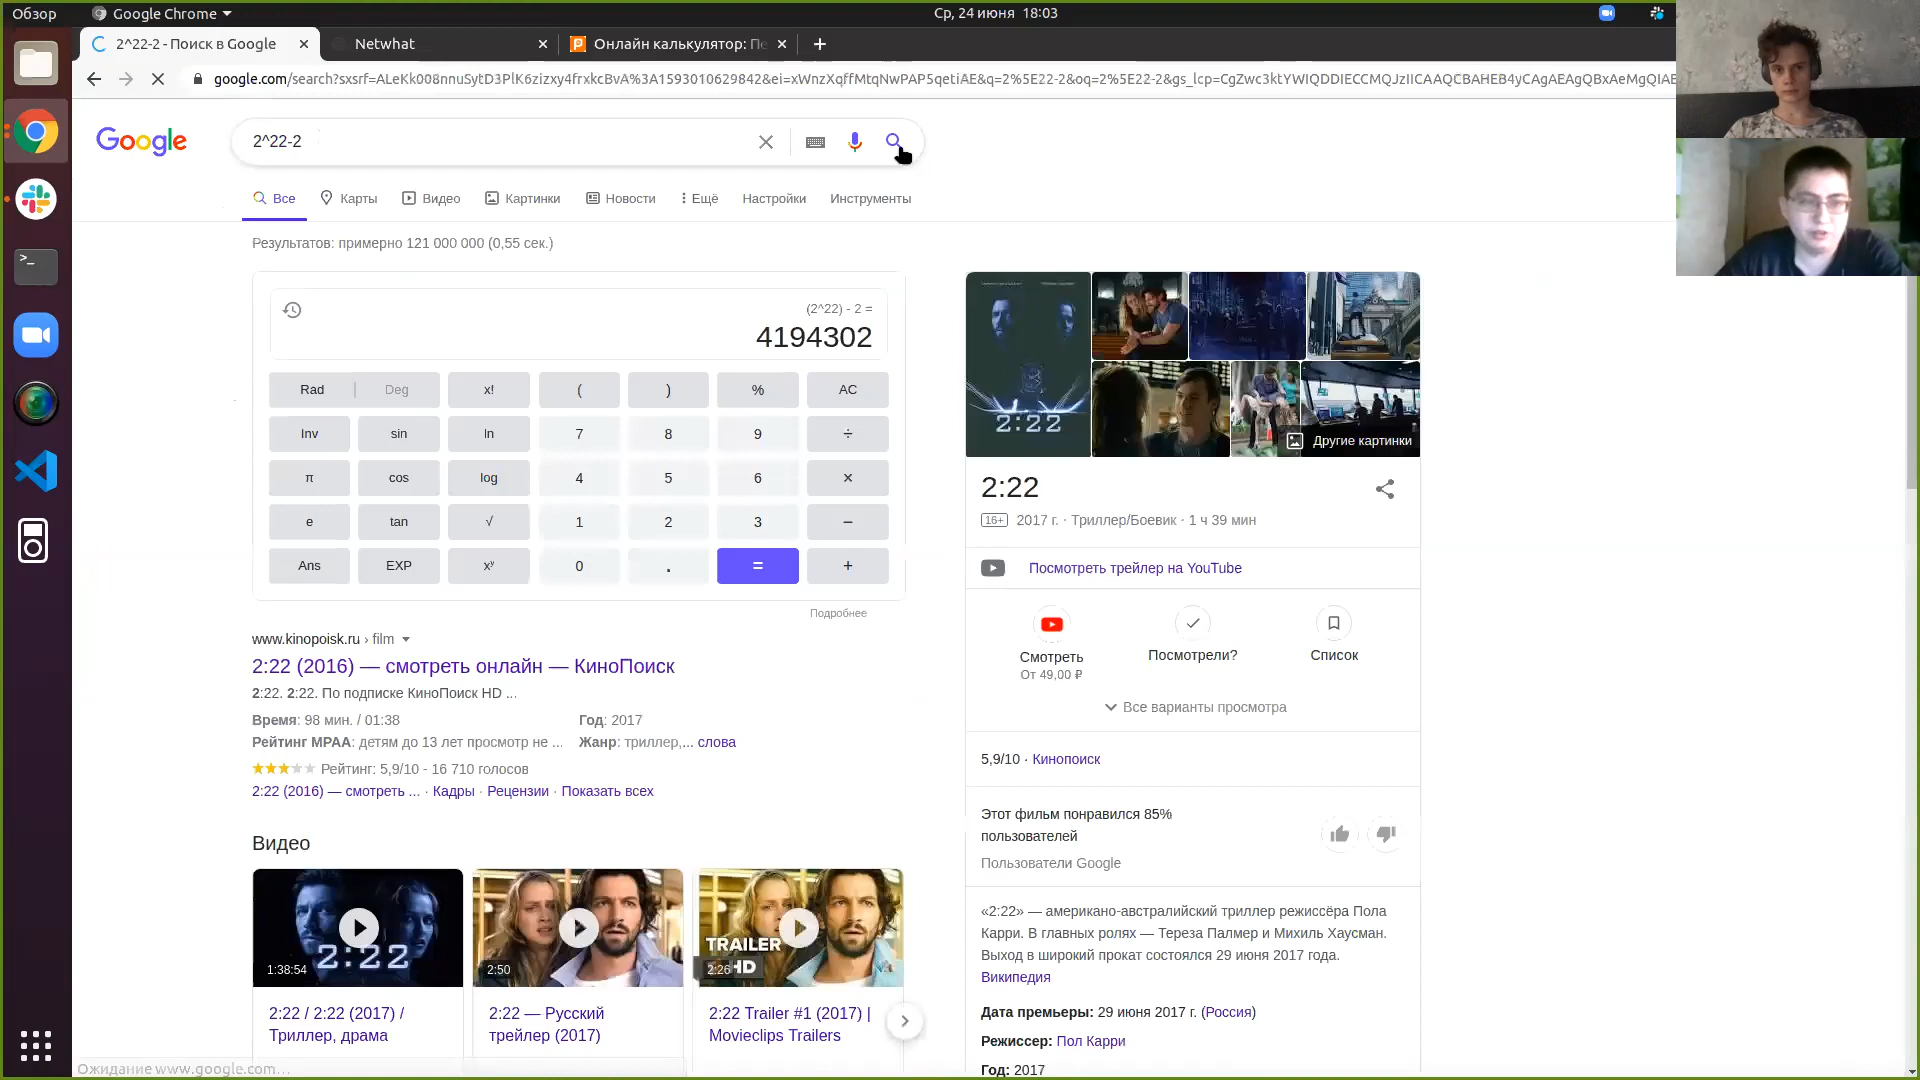 Обзор
Google Chrome
Ср, 24 июня 18:03
2^22-2 - Поиск в Google
Netwhat
Онлайн калькулятор: Пе
google.com/search?sxsrf=ALeKk008nnuSytD3PlK6zizxy4frxkcBvA%3A1593010629842&ei=xWnzXqffMtqNwPAP5qetiAE&q=2%5E22-2&oq=2%5E22-2&gs_lcp=CgZwc3ktYWIQDDIECCMQJzIICAAQCBAHEB4yCAgAEAgQBxAeMgQIAB
Google
2^22-2
Все
Карты
Видео
Картинки
Новости
Ещё
Настройки
Инструменты
Результатов: примерно 121 000 000 (0,55 сек.)
(2^22) - 2 =
4194302
Rad | Deg x! ( ) % AC
Inv sin ln 7 8 9 ÷
π cos log 4 5 6 ×
e tan √ 1 2 3 −
Ans EXP xʸ 0 . = +
Подробнее
www.kinopoisk.ru › film
2:22 (2016) — смотреть онлайн — КиноПоиск
2:22. 2:22. По подписке КиноПоиск HD ...
Время: 98 мин. / 01:38 Год: 2017
Рейтинг MPAA: детям до 13 лет просмотр не ... Жанр: триллер,... слова
Рейтинг: 5,9/10 - 16 710 голосов
2:22 (2016) — смотреть ... · Кадры · Рецензии · Показать всех
Видео
2:22
1:38:54
2:50
TRAILER
HD
2:26
2:22 / 2:22 (2017) /
Триллер, драма
2:22 — Русский
трейлер (2017)
2:22 Trailer #1 (2017) |
Movieclips Trailers
Ожидание www.google.com...
2:22
Другие картинки
2:22
16+ 2017 г. · Триллер/Боевик · 1 ч 39 мин
Посмотреть трейлер на YouTube
Смотреть
От 49,00 ₽
Посмотрели?
Список
Все варианты просмотра
5,9/10 · Кинопоиск
Этот фильм понравился 85%
пользователей
Пользователи Google
«2:22» — американо-австралийский триллер режиссёра Пола
Карри. В главных ролях — Тереза Палмер и Михиль Хаусман.
Выход в широкий прокат состоялся 29 июня 2017 года.
Википедия
Дата премьеры: 29 июня 2017 г. (Россия)
Режиссер: Пол Карри
Год: 2017